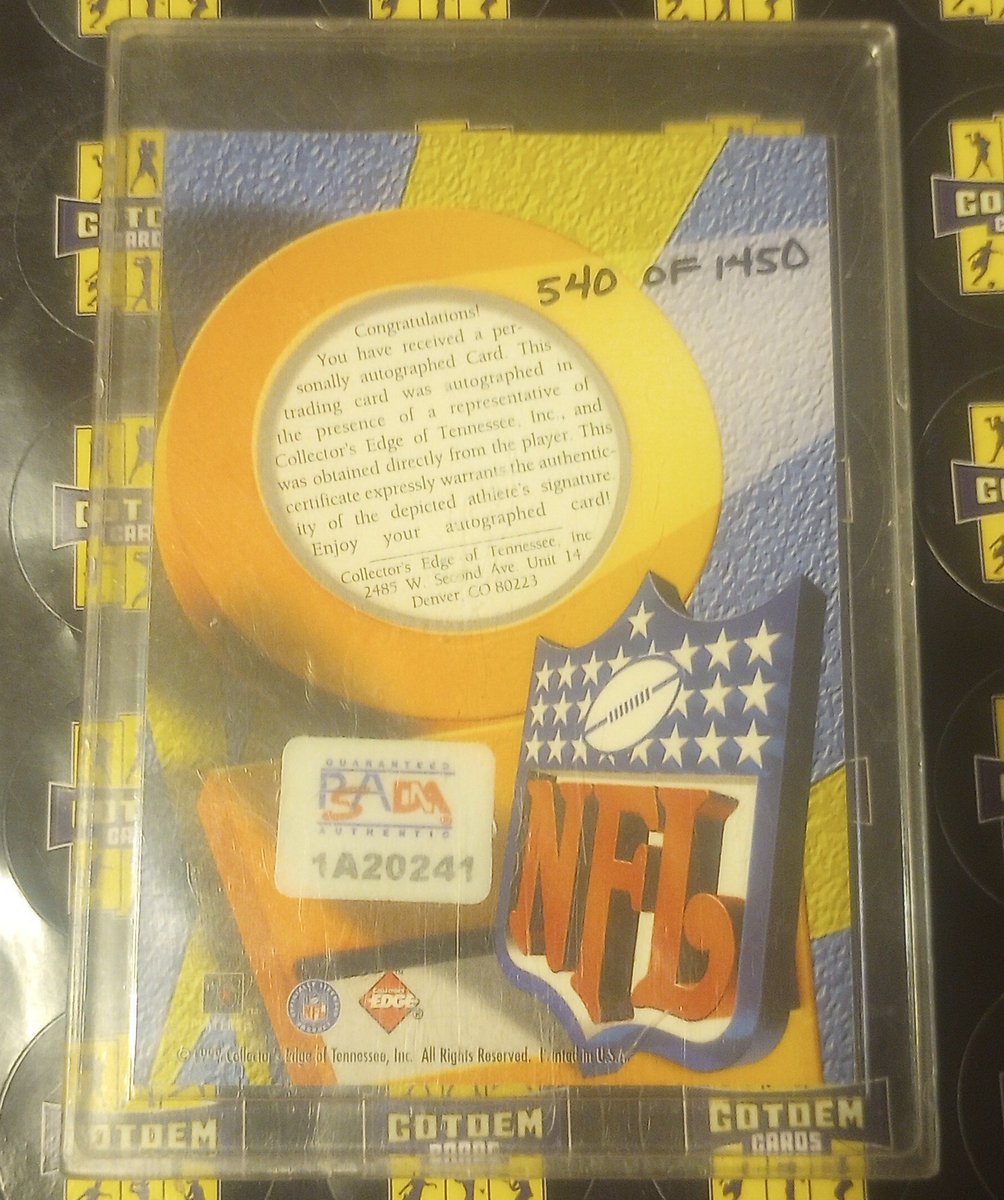 540 OF 1450
Congratulations!
You have received a per-
sonally autographed Card. This
trading card was autographed in
the presence of a representative of
Collector's Edge of Tennessee, Inc., and
was obtained directly from the player. This
certificate expressly warrants the authentic-
ity of the depicted athlete's signature.
Enjoy your autographed card!
Collector's Edge of Tennessee, Inc
2485 W. Second Ave. Unit 14
Denver, CO 80223
GUARANTEED
PSA DNA
AUTHENTIC
1A20241
NFL
EDGE
© 1999 Collector's Edge of Tennessee, Inc. All Rights Reserved. Printed in U.S.A.
GOTDEM
GOTDEM
CARDS
GOTDEM
CARDS